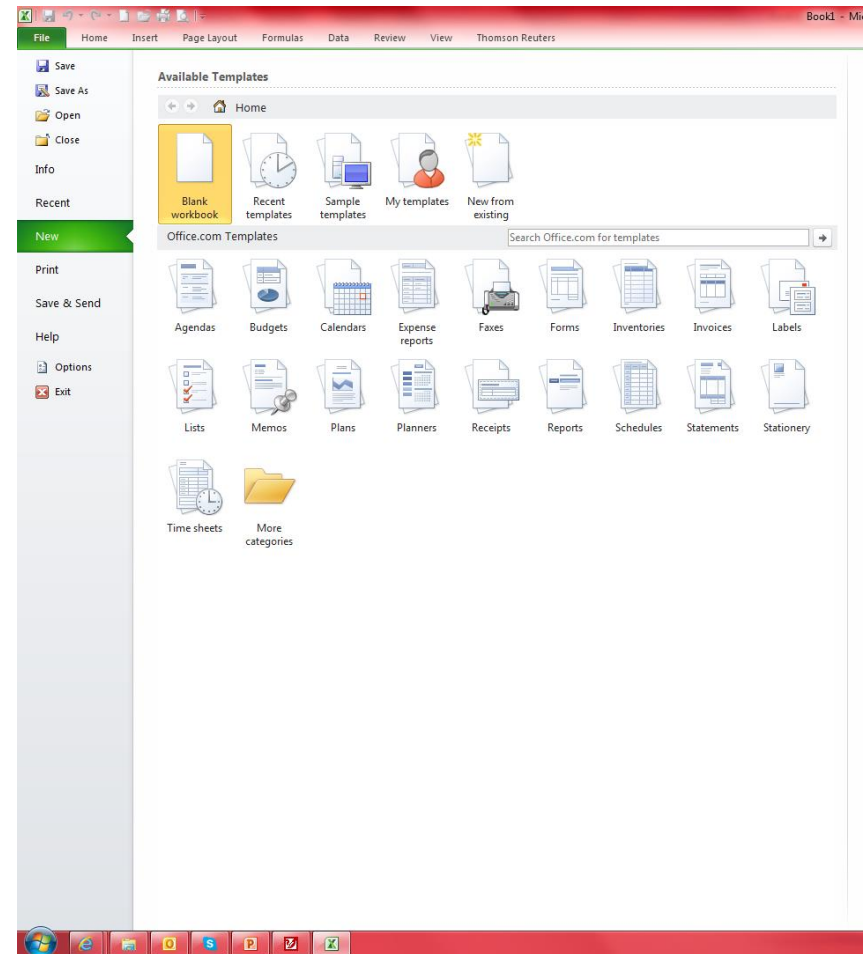 Book1 - Mi
File Home Insert Page Layout Formulas Data Review View Thomson Reuters
Save
Save As
Open
Close
Info
Recent
New
Print
Save & Send
Help
Options
Exit
Available Templates
Home
Blank workbook
Recent templates
Sample templates
My templates
New from existing
Office.com Templates
Search Office.com for templates
Agendas
Budgets
Calendars
Expense reports
Faxes
Forms
Inventories
Invoices
Labels
Lists
Memos
Plans
Planners
Receipts
Reports
Schedules
Statements
Stationery
Time sheets
More categories